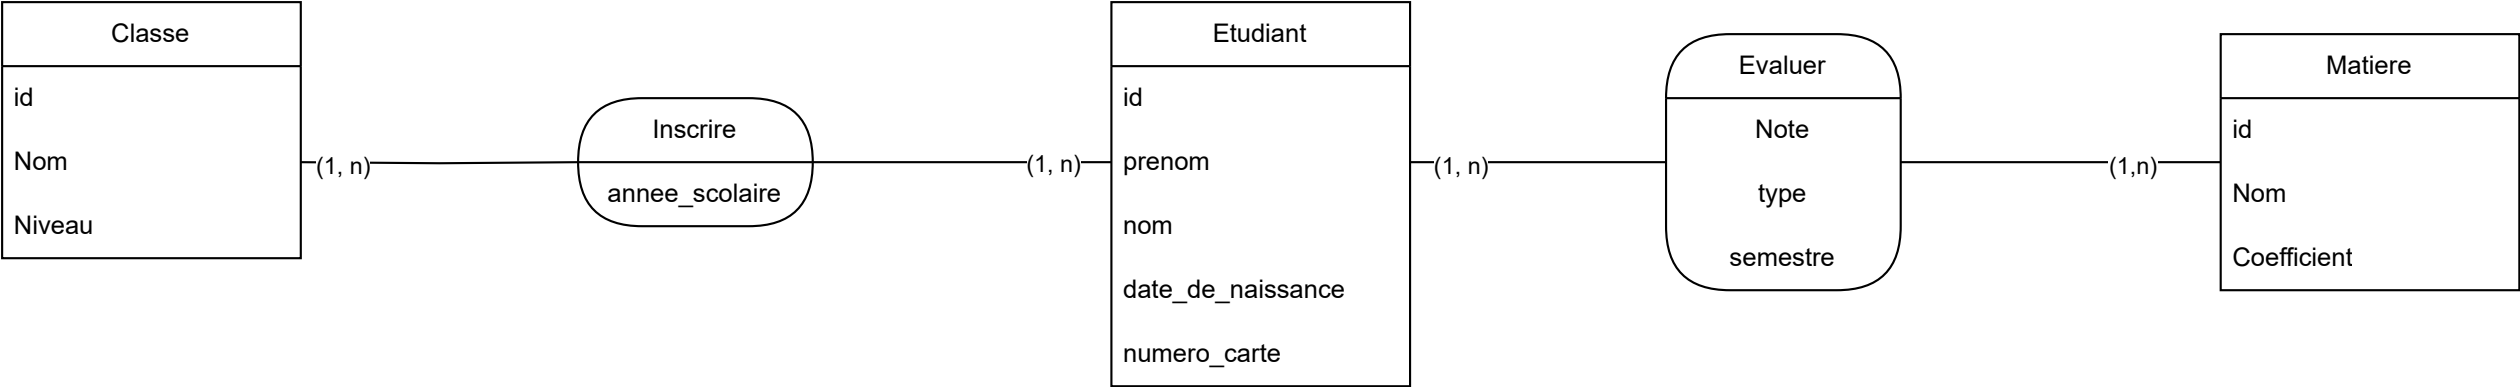 Classe
id
Nom
Niveau
(1, n)
Inscrire
annee_scolaire
(1, n)
Etudiant
id
prenom
nom
date_de_naissance
numero_carte
(1, n)
Evaluer
Note
type
semestre
(1,n)
Matiere
id
Nom
Coefficient